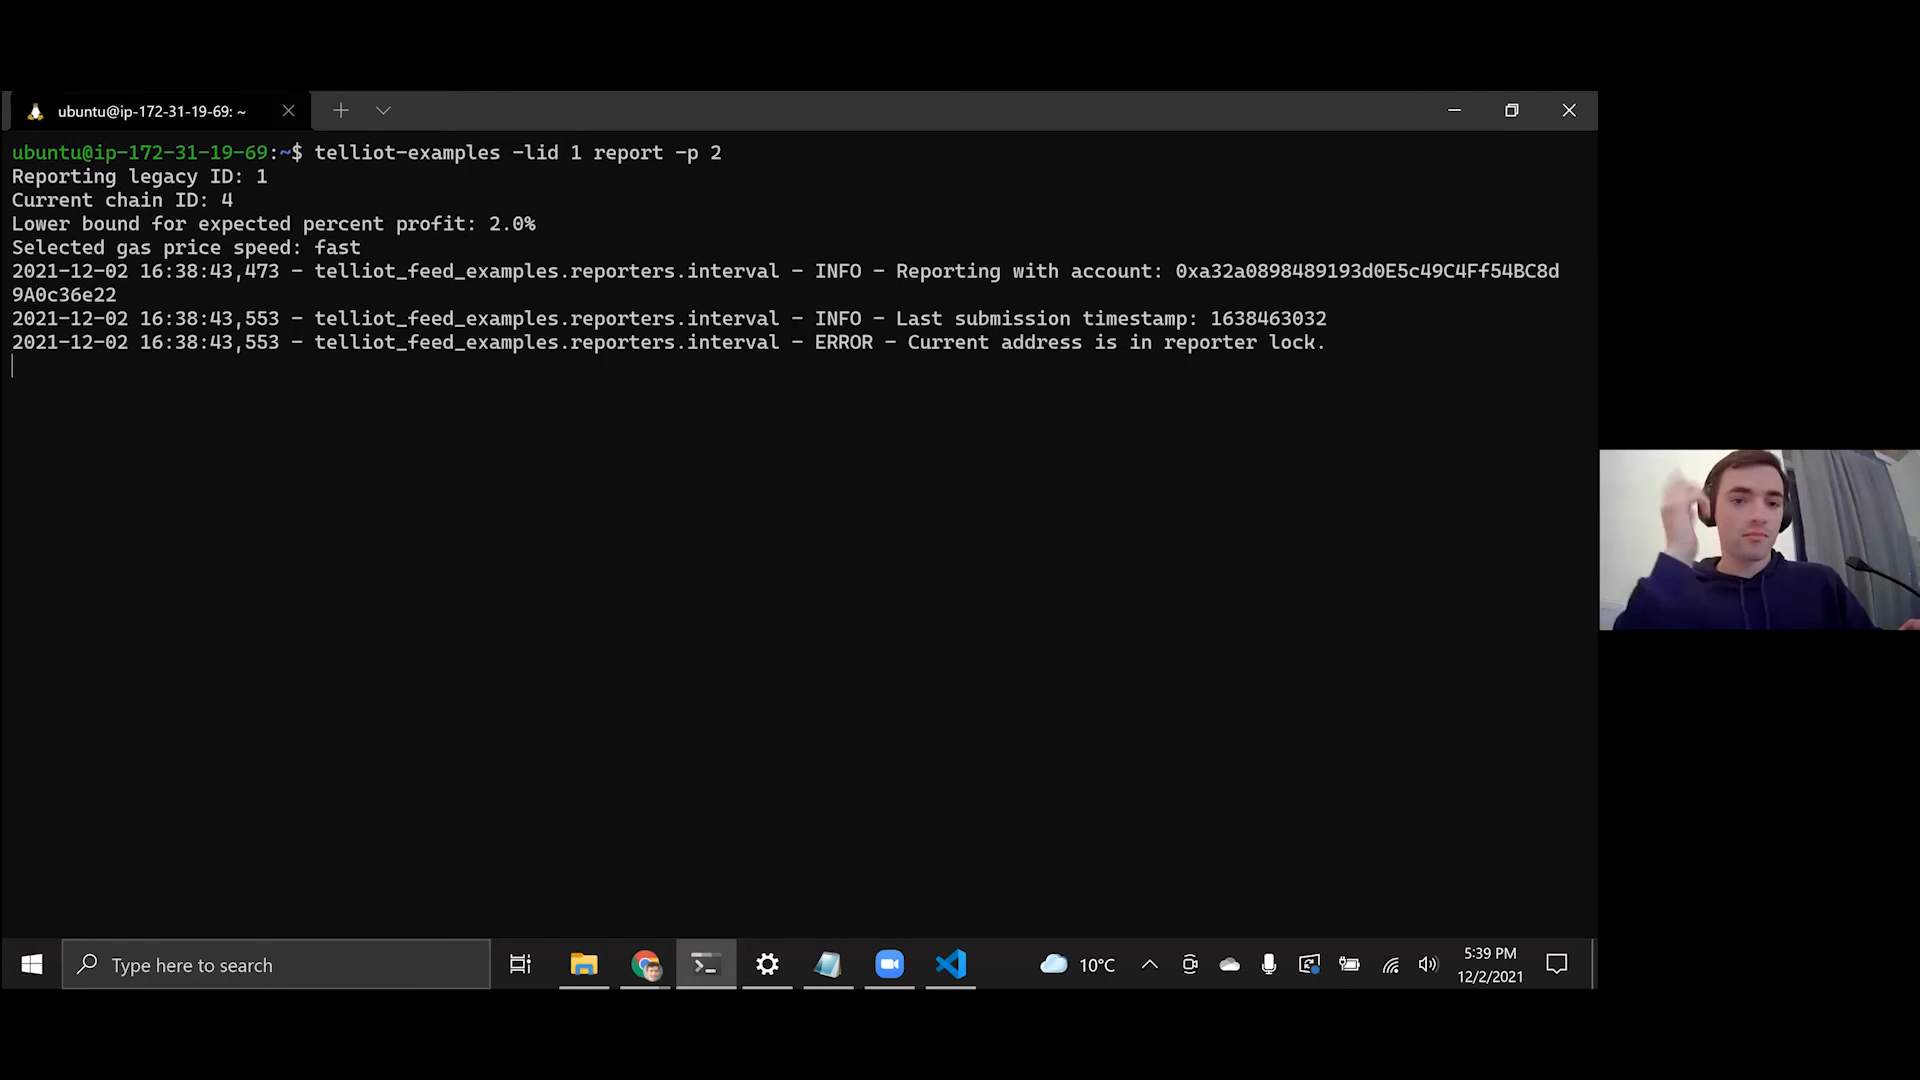 ubuntu@ip-172-31-19-69: ~
ubuntu@ip-172-31-19-69:~$ telliot-examples -lid 1 report -p 2
Reporting legacy ID: 1
Current chain ID: 4
Lower bound for expected percent profit: 2.0%
Selected gas price speed: fast
2021-12-02 16:38:43,473 - telliot_feed_examples.reporters.interval - INFO - Reporting with account: 0xa32a0898489193d0E5c49C4Ff54BC8d
9A0c36e22
2021-12-02 16:38:43,553 - telliot_feed_examples.reporters.interval - INFO - Last submission timestamp: 1638463032
2021-12-02 16:38:43,553 - telliot_feed_examples.reporters.interval - ERROR - Current address is in reporter lock.
Type here to search
10°C
5:39 PM
12/2/2021